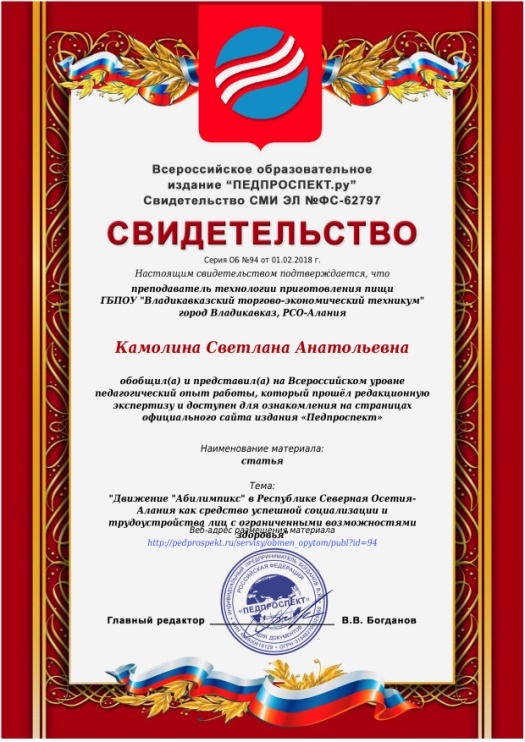 Всероссийское образовательное
издание "ПЕДПРОСПЕКТ.ру"
Свидетельство СМИ ЭЛ №ФС-62797
СВИДЕТЕЛЬСТВО
Серия ОБ №94 от 01.02.2018 г.
Настоящим свидетельством подтверждается, что
преподаватель технологии приготовления пищи
ГБПОУ "Владикавказский торгово-экономический техникум"
город Владикавказ, РСО-Алания
Камолина Светлана Анатольевна
обобщил(а) и представил(а) на Всероссийском уровне
педагогический опыт работы, который прошёл редакционную
экспертизу и доступен для ознакомления на страницах
официального сайта издания «Педпроспект»
Наименование материала:
статья
Тема:
"Движение "Абилимпикс" в Республике Северная Осетия-
Алания как средство успешной социализации и
трудоустройства лиц с ограниченными возможностями
здоровья
Веб-адрес размещения материала
http://pedprospekt.ru/servisy/obmen_opytom/publ?id=94
РОССИЙСКАЯ ФЕДЕРАЦИЯ
«ПЕДПРОСПЕКТ»
ДЛЯ ДОКУМЕНТОВ
Главный редактор В.В. Богданов